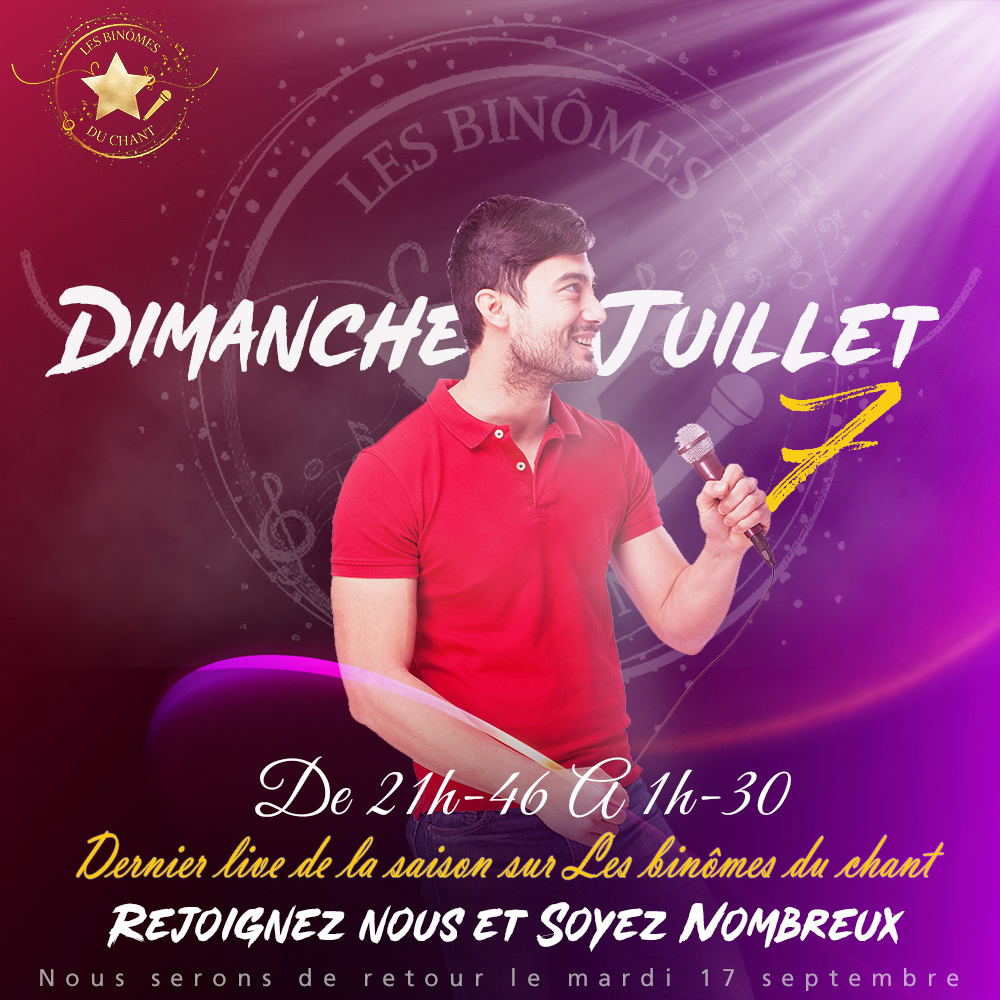 LES BINÔMES
DU CHANT
LES BINÔMES
DIMANCHE JUILLET
7
De 21h-46 A 1h-30
Dernier live de la saison sur Les binômes du chant
REJOIGNEZ NOUS ET SOYEZ NOMBREUX
Nous serons de retour le mardi 17 septembre